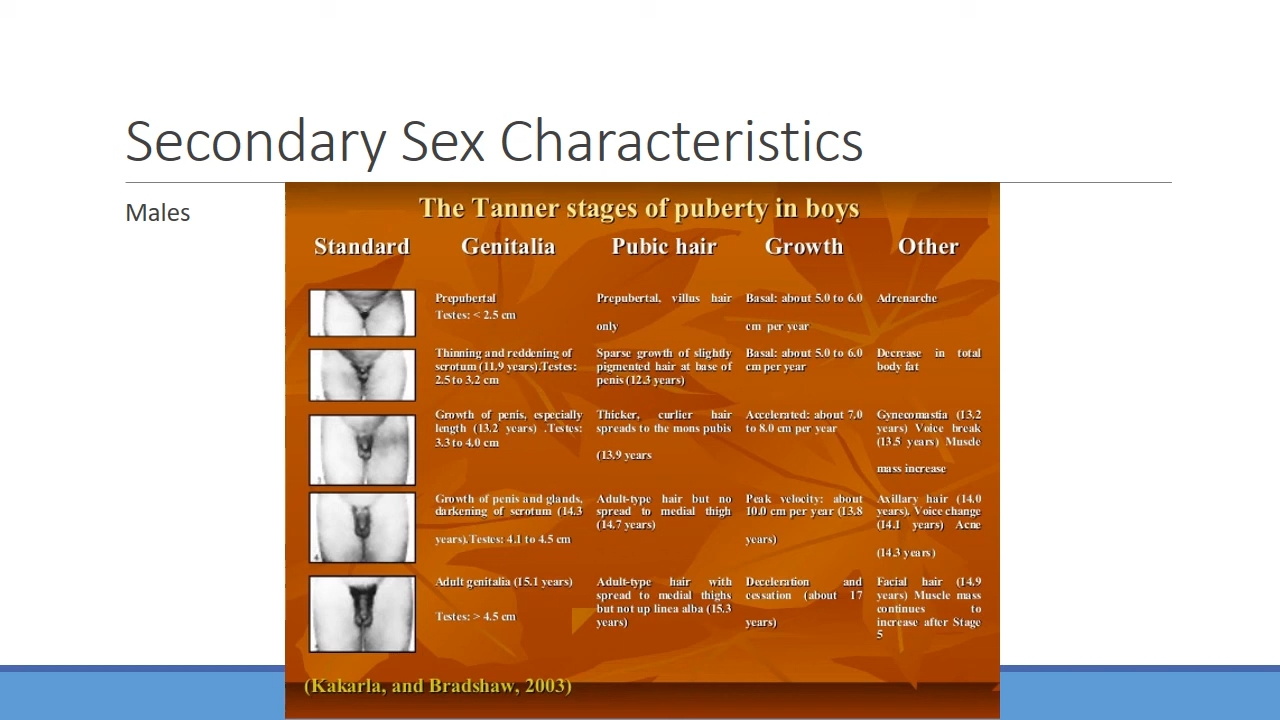 Secondary Sex Characteristics
Males
The Tanner stages of puberty in boys
Standard Genitalia Pubic hair Growth Other
Prepubertal
Testes: < 2.5 cm
Prepubertal, villus hair
only
Basal: about 5.0 to 6.0
cm per year
Adrenarche
Thinning and reddening of
scrotum (11.9 years).Testes:
2.5 to 3.2 cm
Sparse growth of slightly
pigmented hair at base of
penis (12.3 years)
Basal: about 5.0 to 6.0
cm per year
Decrease in total
body fat
Growth of penis, especially
length (13.2 years) .Testes:
3.3 to 4.0 cm
Thicker, curlier hair
spreads to the mons pubis
(13.9 years
Accelerated: about 7.0
to 8.0 cm per year
Gynecomastia (13.2
years) Voice break
(13.5 years) Muscle
mass increase
Growth of penis and glands,
darkening of scrotum (14.3
years).Testes: 4.1 to 4.5 cm
Adult-type hair but no
spread to medial thigh
(14.7 years)
Peak velocity: about
10.0 cm per year (13.8
years)
Axillary hair (14.0
years). Voice change
(14.1 years) Acne
(14.3 years)
Adult genitalia (15.1 years)
Testes: > 4.5 cm
Adult-type hair with
spread to medial thighs
but not up linea alba (15.3
years)
Deceleration and
cessation (about 17
years)
Facial hair (14.9
years) Muscle mass
continues to
increase after Stage
5
(Kakarla, and Bradshaw, 2003)